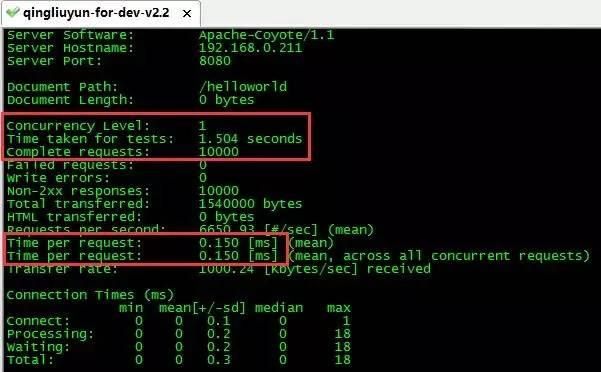 qingliuyun-for-dev-v2.2 ×
Server Software: Apache-Coyote/1.1
Server Hostname: 192.168.0.211
Server Port: 8080
Document Path: /helloworld
Document Length: 0 bytes
Concurrency Level: 1
Time taken for tests: 1.504 seconds
Complete requests: 10000
Failed requests: 0
Write errors: 0
Non-2xx responses: 10000
Total transferred: 1540000 bytes
HTML transferred: 0 bytes
Requests per second: 6650.93 [#/sec] (mean)
Time per request: 0.150 [ms] (mean)
Time per request: 0.150 [ms] (mean, across all concurrent requests)
Transfer rate: 1000.24 [Kbytes/sec] received
Connection Times (ms)
min mean[+/-sd] median max
Connect: 0 0 0.1 0 1
Processing: 0 0 0.2 0 18
Waiting: 0 0 0.2 0 18
Total: 0 0 0.3 0 18